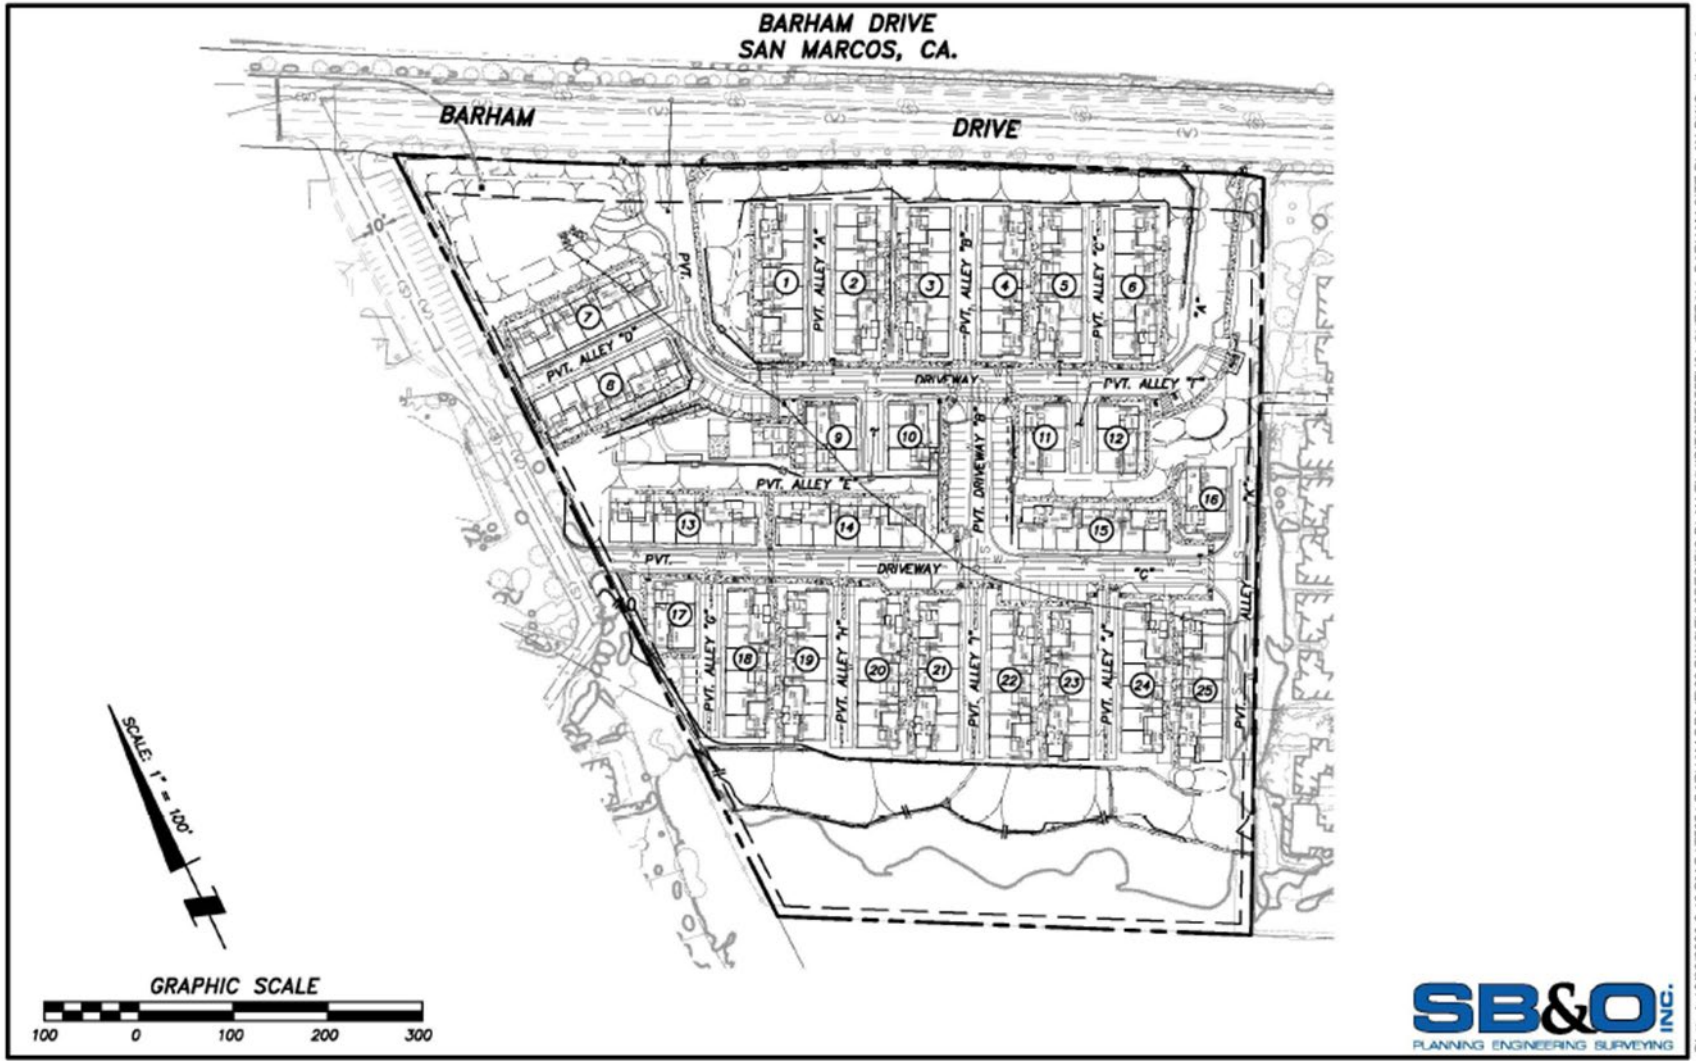 BARHAM DRIVE
SAN MARCOS, CA.
BARHAM
DRIVE
10'
PVT.
"A"
1
PVT. ALLEY "A"
2
3
PVT. ALLEY "B"
4
5
PVT. ALLEY "C"
6
7
PVT. ALLEY "D"
8
DRIVEWAY
PVT. ALLEY "F"
9
10
PVT. DRIVEWAY "B"
11
12
PVT. ALLEY "E"
13
14
15
16
PVT.
DRIVEWAY
"C"
PVT. ALLEY "K"
17
PVT. ALLEY "G"
18
19
PVT. ALLEY "H"
20
21
PVT. ALLEY "I"
22
23
PVT. ALLEY "J"
24
25
SCALE: 1" = 100'
GRAPHIC SCALE
100 0 100 200 300
SB&O INC.
PLANNING ENGINEERING SURVEYING